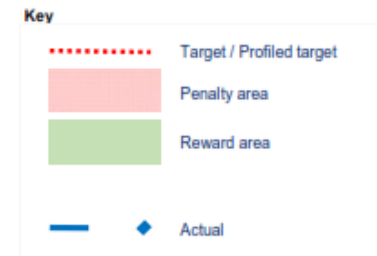 Key
Target / Profiled target
Penalty area
Reward area
Actual